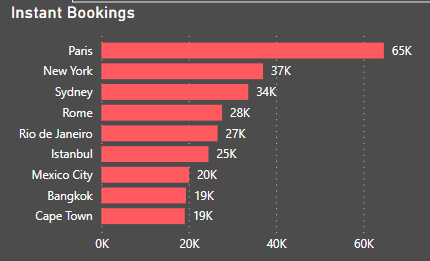 Instant Bookings
Paris 65K
New York 37K
Sydney 34K
Rome 28K
Rio de Janeiro 27K
Istanbul 25K
Mexico City 20K
Bangkok 19K
Cape Town 19K
0K 20K 40K 60K